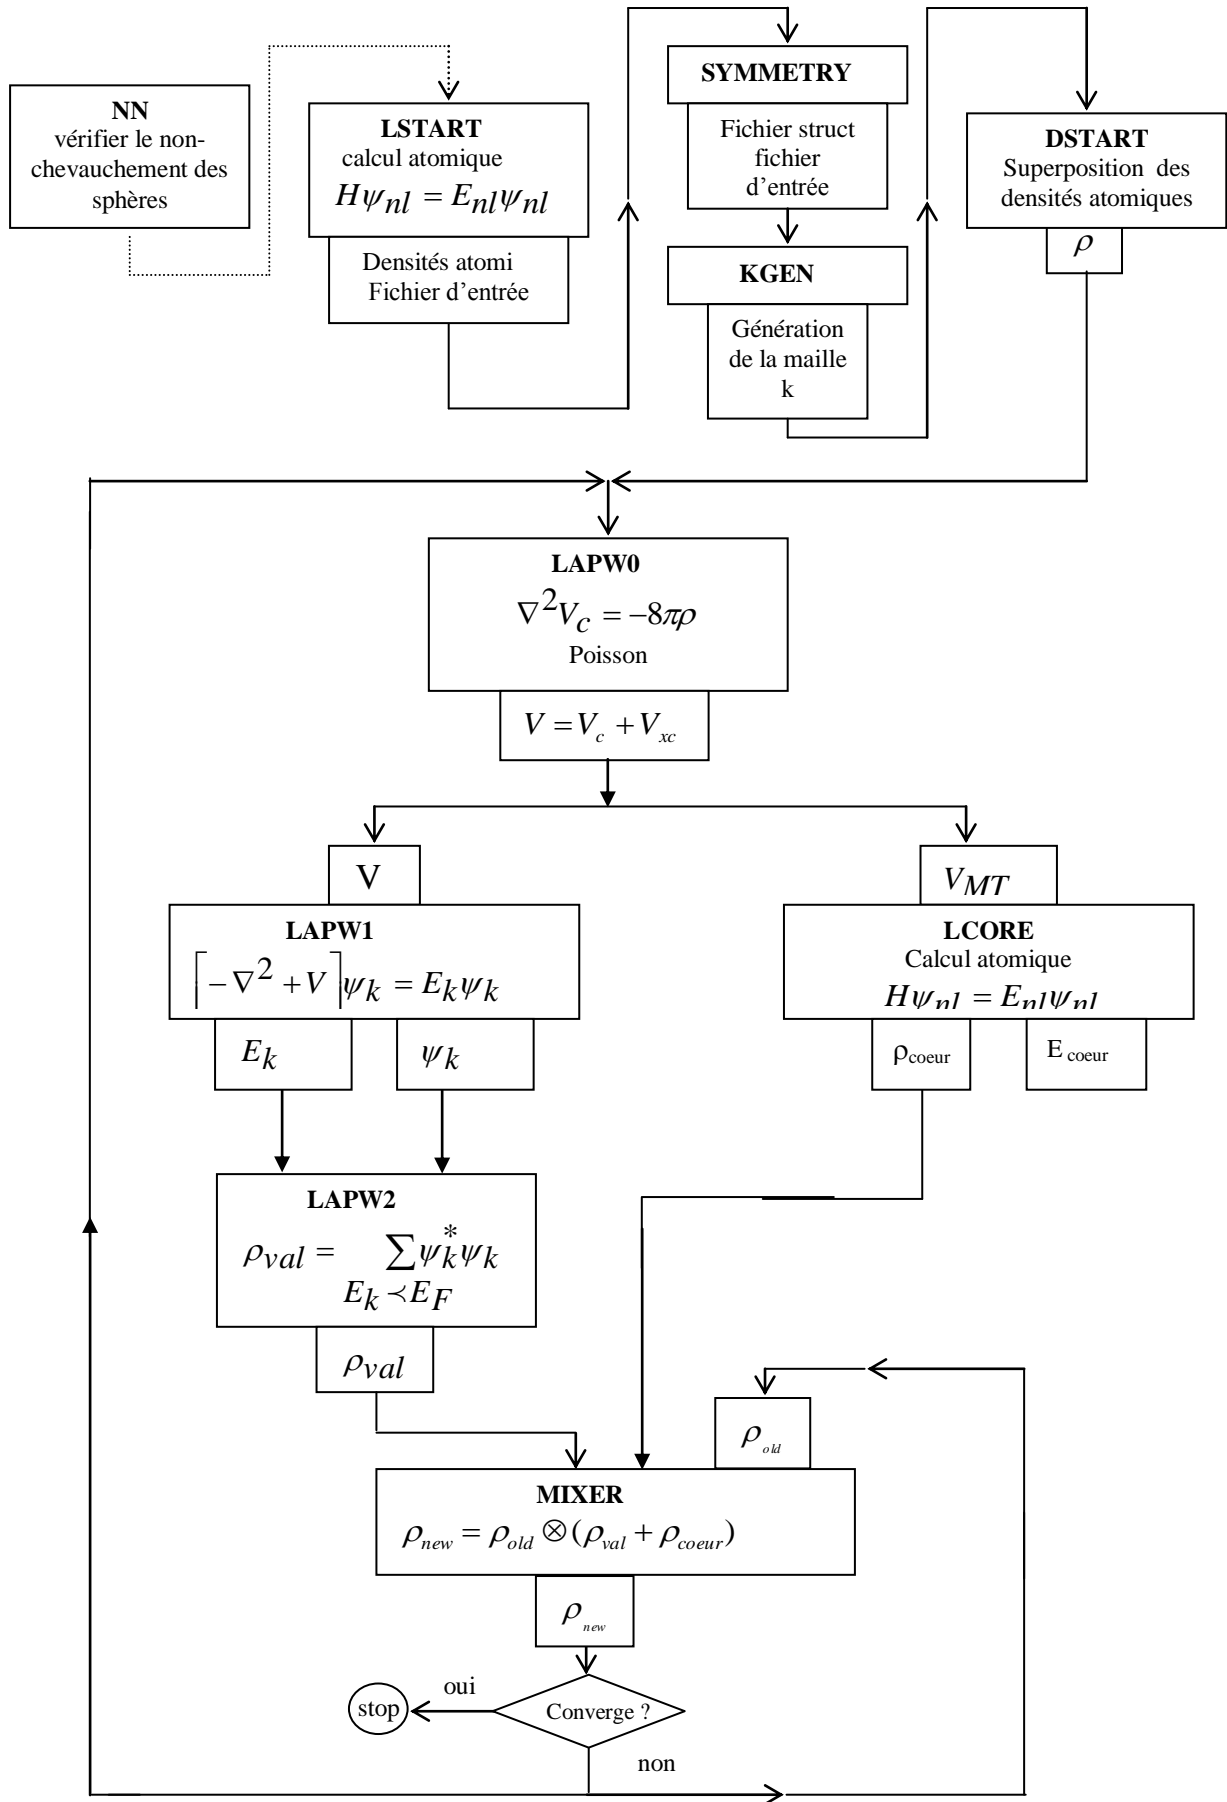 NN
vérifier le non-
chevauchement des
sphères
LSTART
calcul atomique
Hψnl = Enlψnl
Densités atomi
Fichier d’entrée
SYMMETRY
Fichier struct
fichier
d’entrée
KGEN
Génération
de la maille
k
DSTART
Superposition des
densités atomiques
ρ
LAPW0
∇²Vc = −8πρ
Poisson
V = Vc + Vxc
V
LAPW1
[−∇² + V]ψk = Ekψk
Ek
ψk
VMT
LCORE
Calcul atomique
Hψnl = Enlψnl
ρcoeur
E coeur
LAPW2
ρval = ∑ψk*ψk
Ek ≺ EF
ρval
ρold
MIXER
ρnew = ρold ⊗ (ρval + ρcoeur)
ρnew
stop
oui
Converge ?
non